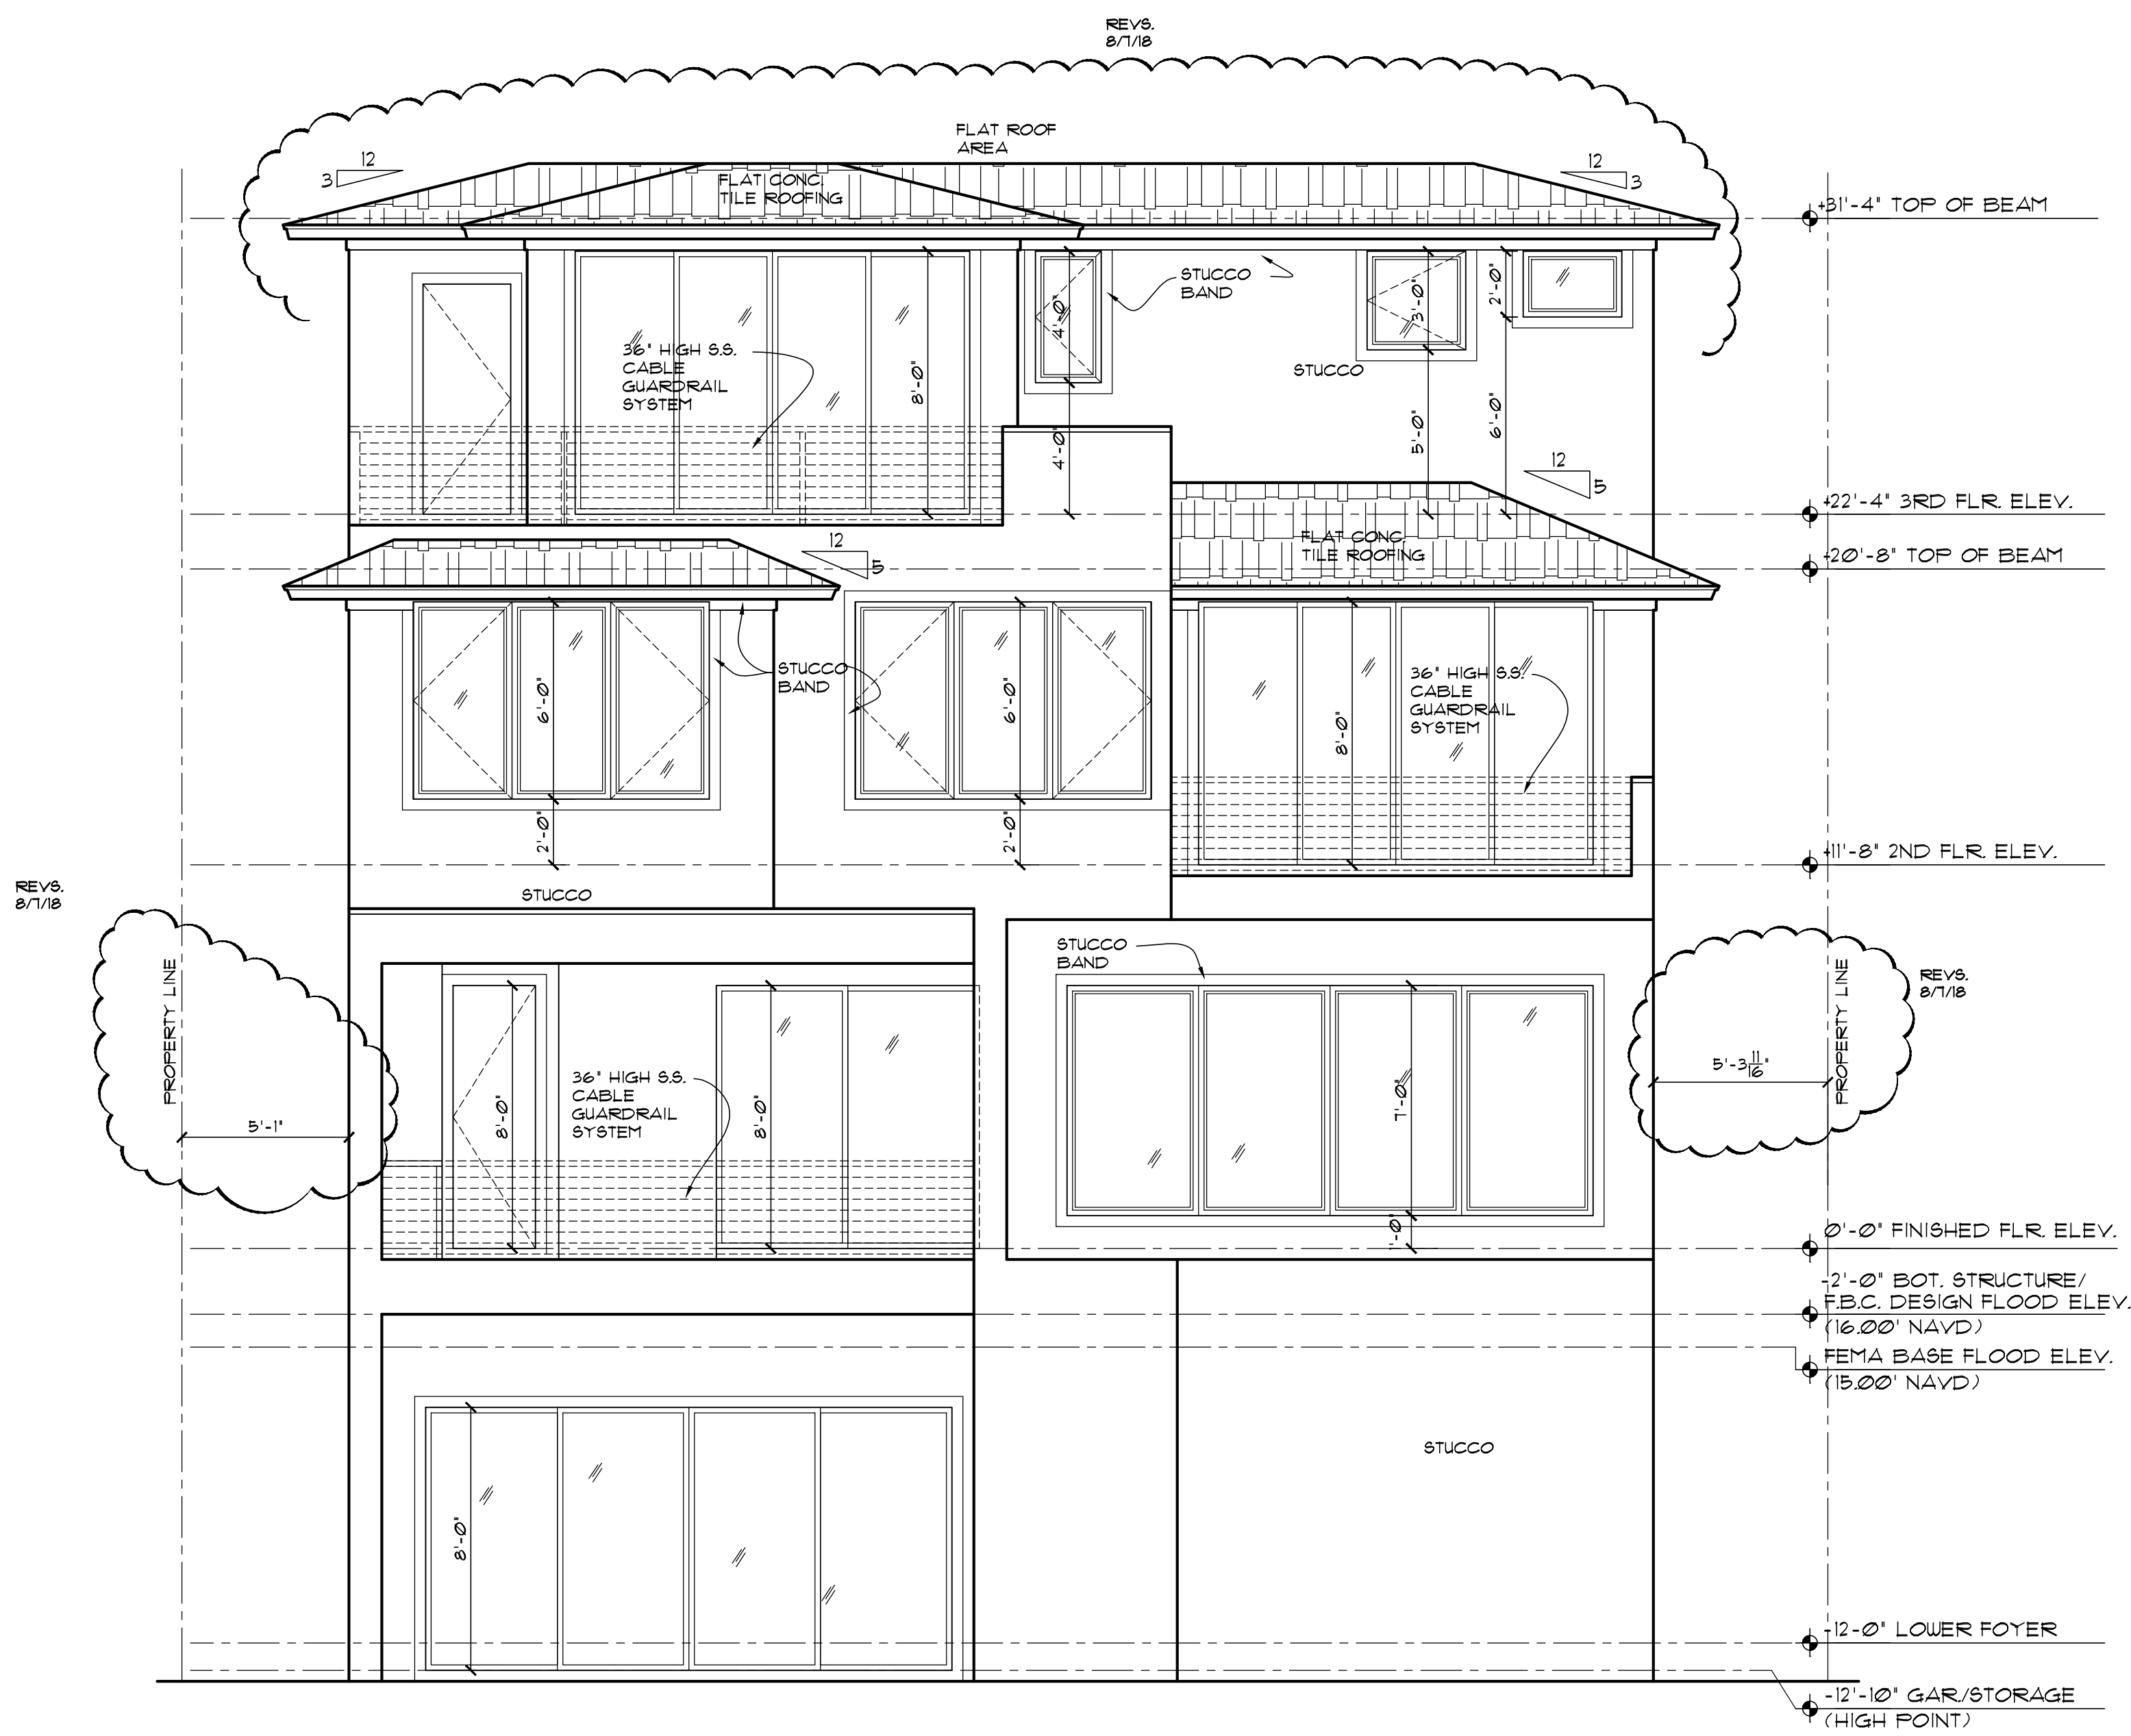 REVS.
8/7/18
FLAT ROOF
AREA
12
3
12
3
FLAT CONC.
TILE ROOFING
+31'-4" TOP OF BEAM
STUCCO
BAND
4'-0"
3'-0"
2'-0"
36" HIGH S.S.
CABLE
GUARDRAIL
SYSTEM
8'-0"
STUCCO
4'-0"
5'-0"
6'-0"
12
5
+22'-4" 3RD FLR. ELEV.
12
5
FLAT CONC.
TILE ROOFING
+20'-8" TOP OF BEAM
STUCCO
BAND
6'-0"
6'-0"
8'-0"
36" HIGH S.S.
CABLE
GUARDRAIL
SYSTEM
2'-0"
2'-0"
+11'-8" 2ND FLR. ELEV.
REVS.
8/7/18
STUCCO
STUCCO
BAND
PROPERTY LINE
PROPERTY LINE
REVS.
8/7/18
5'-3 11/16"
5'-1"
36" HIGH S.S.
CABLE
GUARDRAIL
SYSTEM
8'-0"
8'-0"
7'-0"
1'-0"
0'-0" FINISHED FLR. ELEV.
-2'-0" BOT. STRUCTURE/
F.B.C. DESIGN FLOOD ELEV.
(16.00' NAVD)
FEMA BASE FLOOD ELEV.
(15.00' NAVD)
STUCCO
8'-0"
-12-0" LOWER FOYER
-12'-10" GAR./STORAGE
(HIGH POINT)